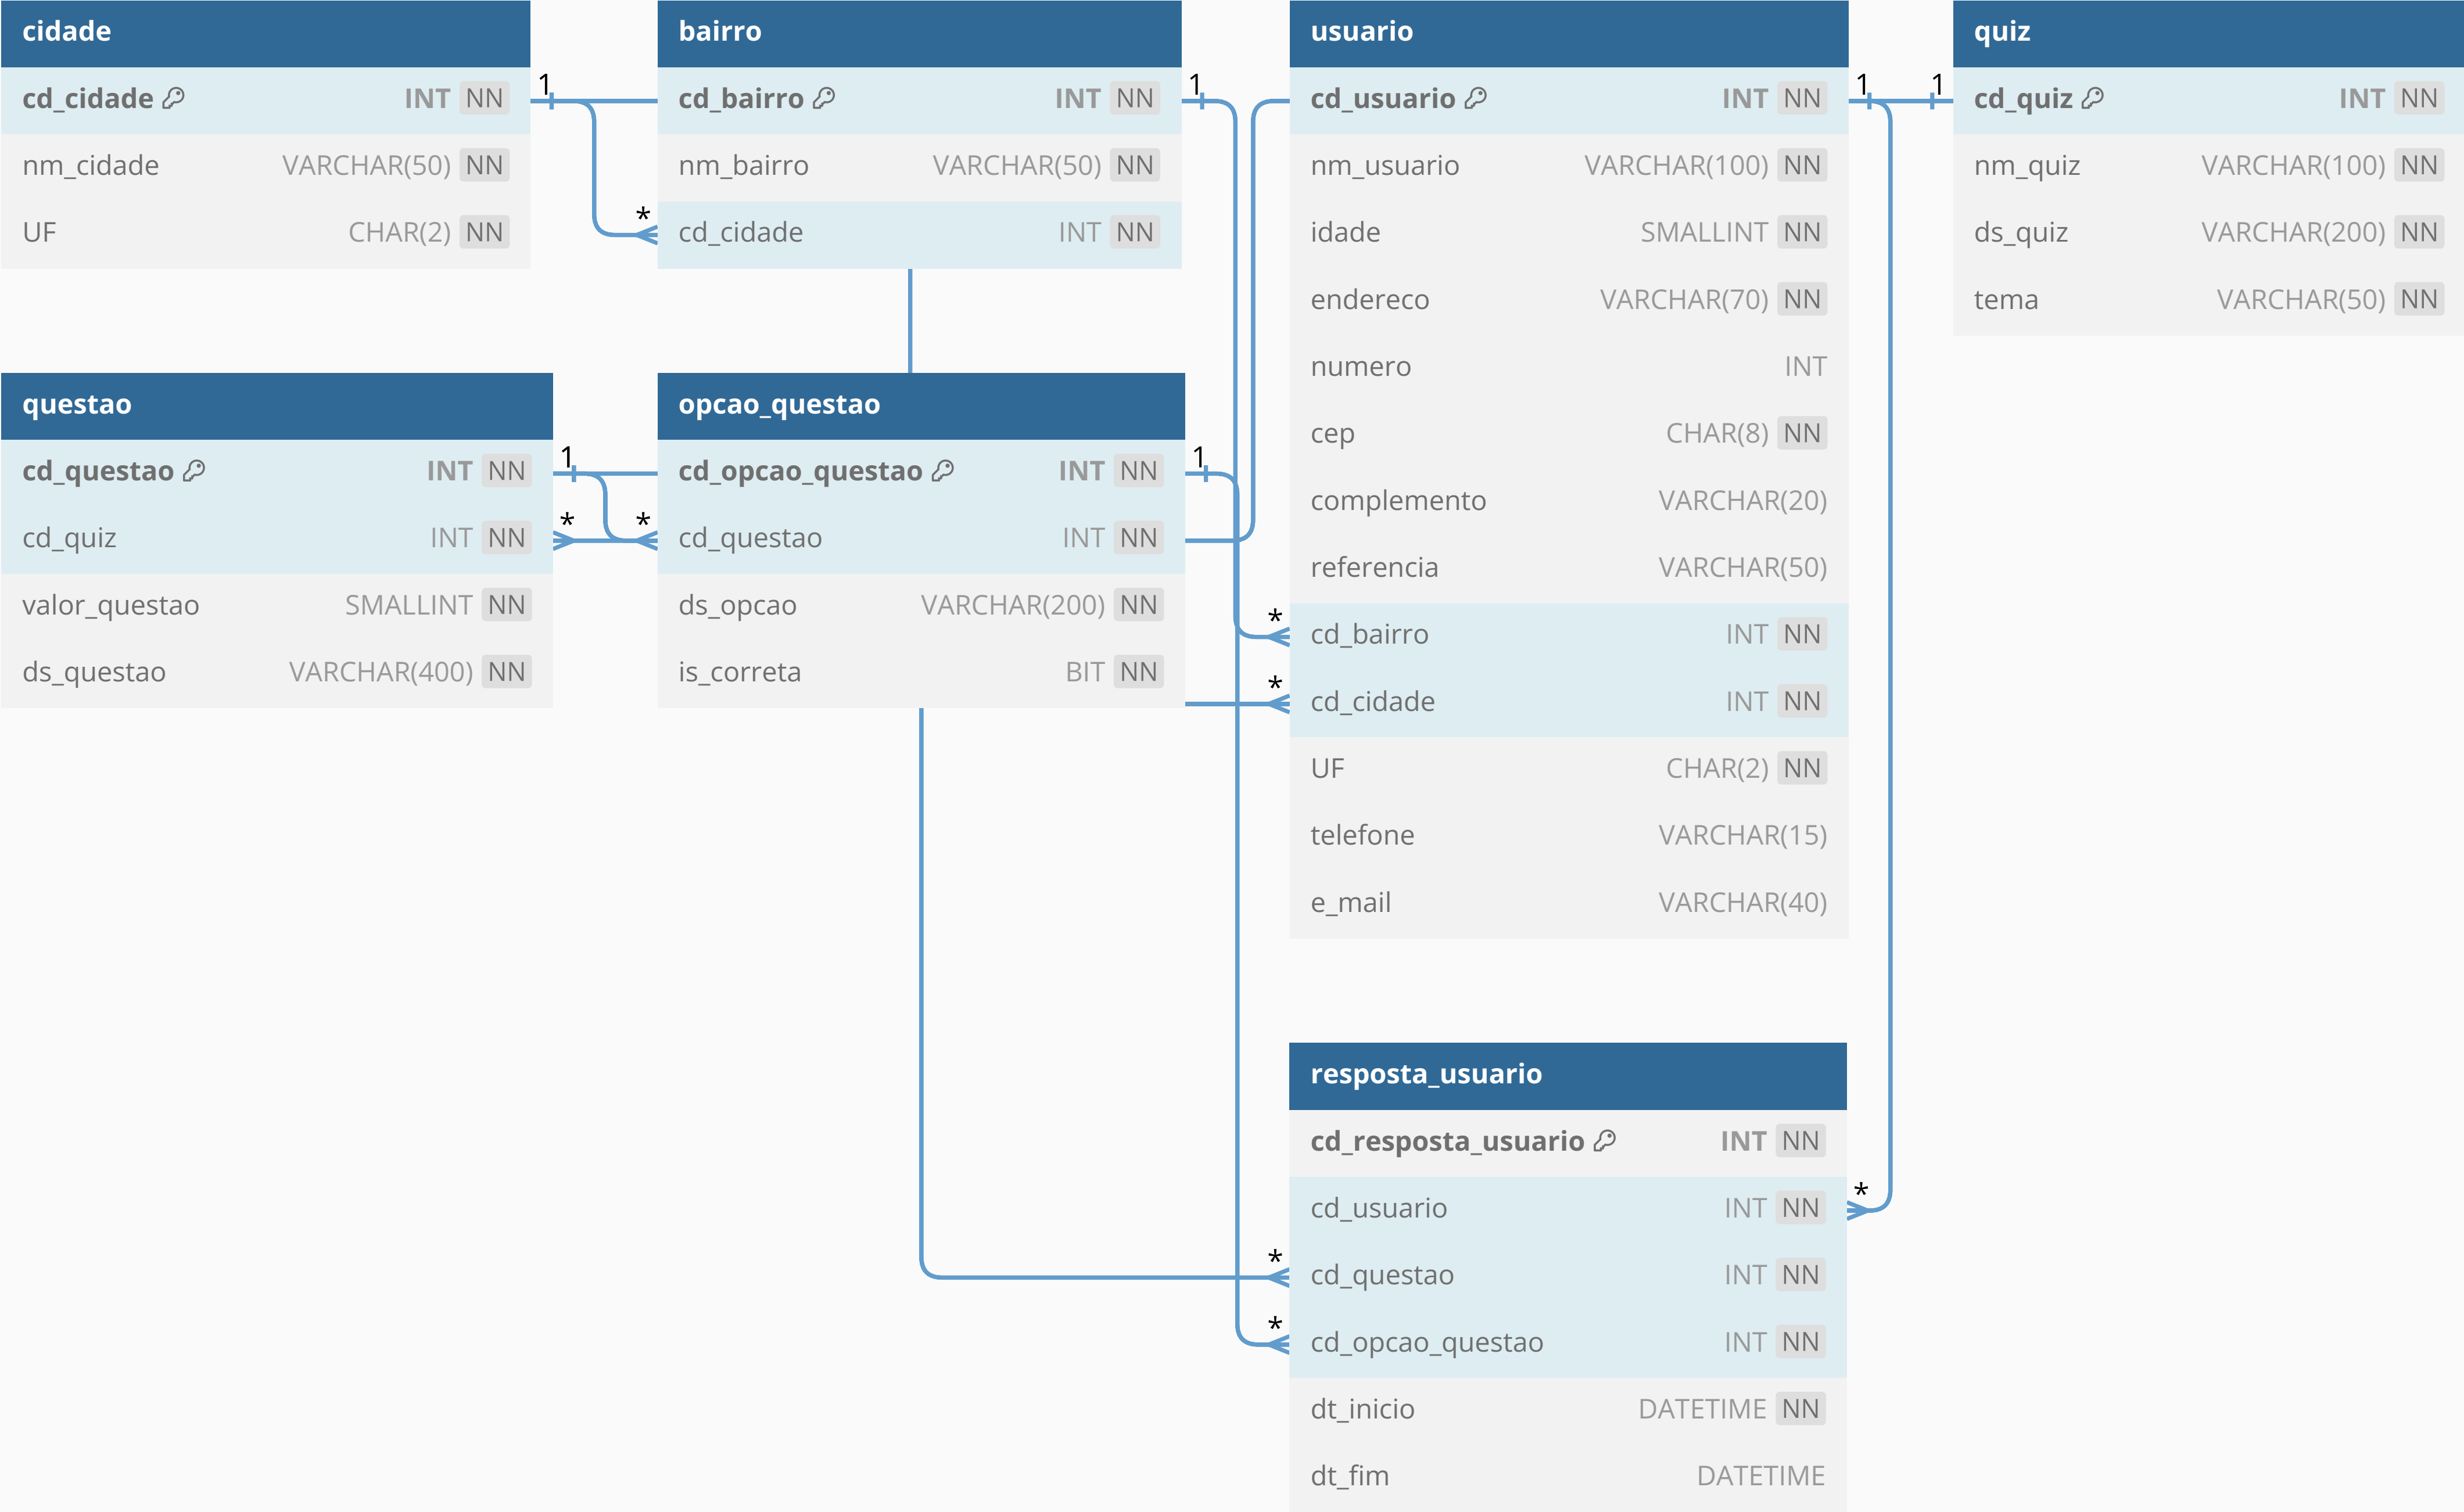 cidade
cd_cidade INT NN
nm_cidade VARCHAR(50) NN
UF CHAR(2) NN
1
*
bairro
cd_bairro INT NN
nm_bairro VARCHAR(50) NN
cd_cidade INT NN
1
usuario
cd_usuario INT NN
nm_usuario VARCHAR(100) NN
idade SMALLINT NN
endereco VARCHAR(70) NN
numero INT
cep CHAR(8) NN
complemento VARCHAR(20)
referencia VARCHAR(50)
* cd_bairro INT NN
* cd_cidade INT NN
UF CHAR(2) NN
telefone VARCHAR(15)
e_mail VARCHAR(40)
1 1
quiz
cd_quiz INT NN
nm_quiz VARCHAR(100) NN
ds_quiz VARCHAR(200) NN
tema VARCHAR(50) NN
questao
cd_questao INT NN
cd_quiz INT NN
valor_questao SMALLINT NN
ds_questao VARCHAR(400) NN
1
* *
opcao_questao
cd_opcao_questao INT NN
cd_questao INT NN
ds_opcao VARCHAR(200) NN
is_correta BIT NN
1
resposta_usuario
cd_resposta_usuario INT NN
cd_usuario INT NN *
* cd_questao INT NN
* cd_opcao_questao INT NN
dt_inicio DATETIME NN
dt_fim DATETIME